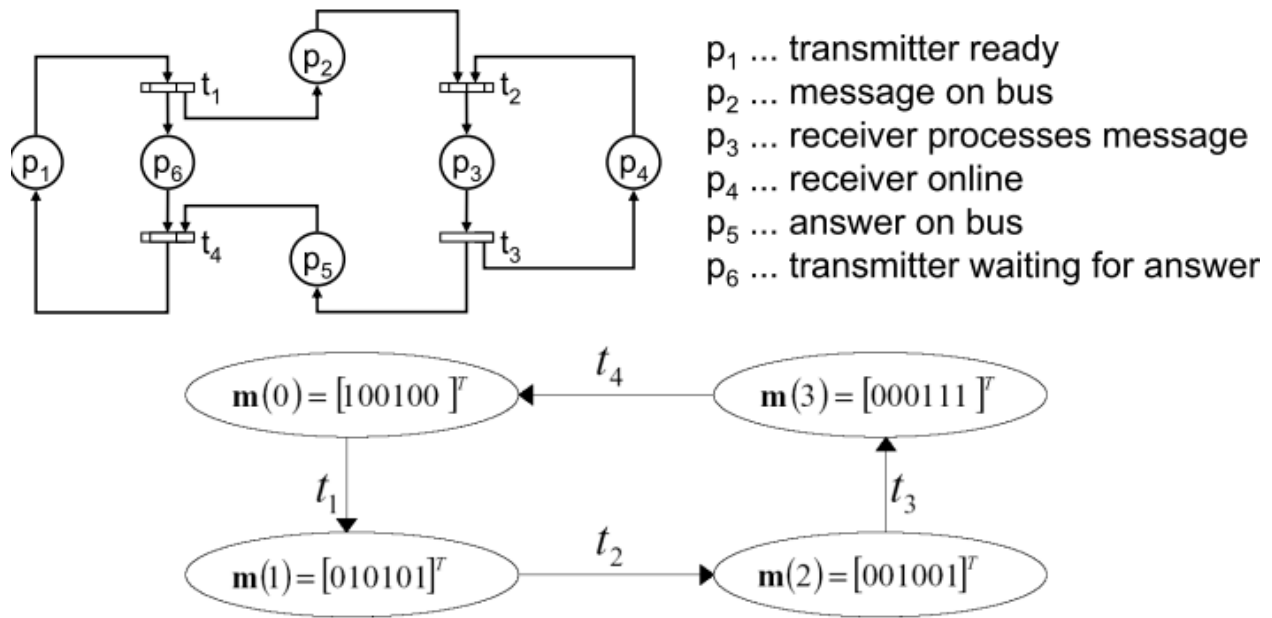 p₂
t₁
t₂
p₁
p₆
p₃
p₄
t₄
p₅
t₃
p₁ ... transmitter ready
p₂ ... message on bus
p₃ ... receiver processes message
p₄ ... receiver online
p₅ ... answer on bus
p₆ ... transmitter waiting for answer
t₄
m(0)=[100100 ]ᵀ
m(3)=[000111 ]ᵀ
t₁
t₃
t₂
m(1)=[010101]ᵀ
m(2)=[001001]ᵀ